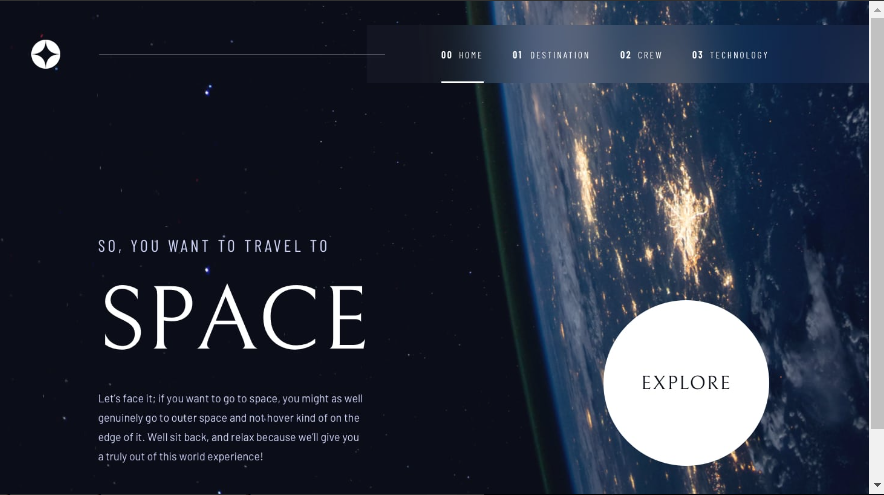 00 HOME 01 DESTINATION 02 CREW 03 TECHNOLOGY
SO, YOU WANT TO TRAVEL TO
SPACE
Let's face it; if you want to go to space, you might as well
genuinely go to outer space and not hover kind of on the
edge of it. Well sit back, and relax because we'll give you
a truly out of this world experience!
EXPLORE